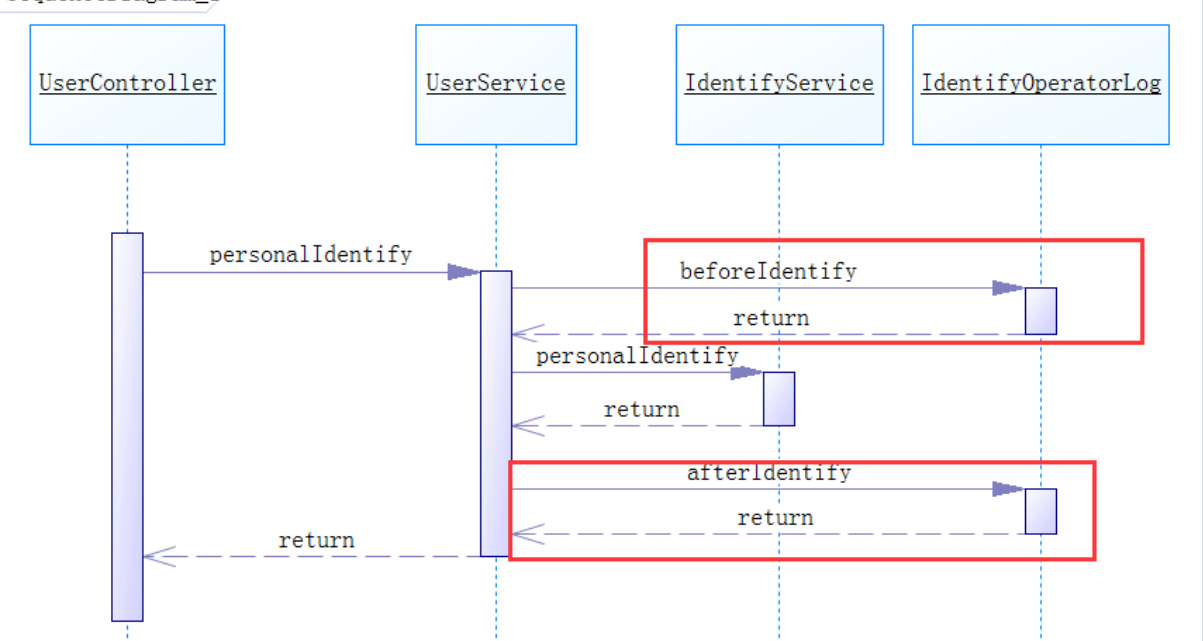 UserController
UserService
IdentifyService
IdentifyOperatorLog
personalIdentify
beforeIdentify
return
personalIdentify
return
afterIdentify
return
return